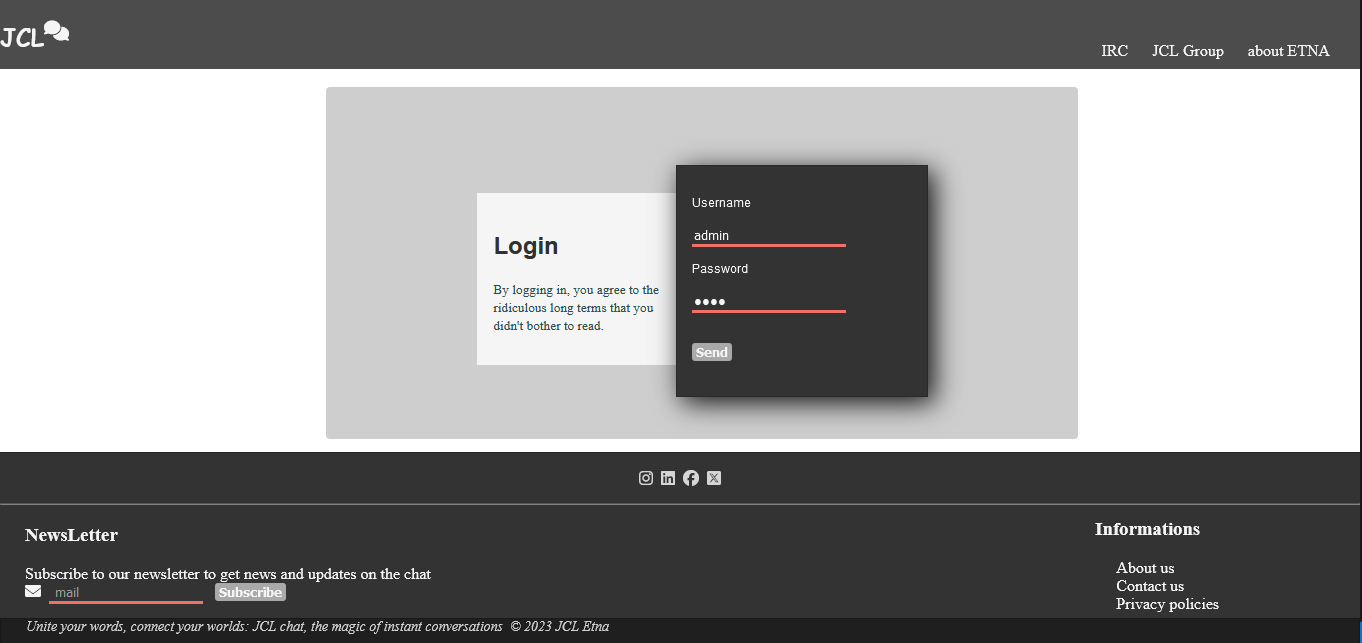 JCL
IRC JCL Group about ETNA
Login
By logging in, you agree to the
ridiculous long terms that you
didn't bother to read.
Username
admin
Password
••••
Send
NewsLetter
Subscribe to our newsletter to get news and updates on the chat
mail Subscribe
Informations
About us
Contact us
Privacy policies
Unite your words, connect your worlds: JCL chat, the magic of instant conversations © 2023 JCL Etna